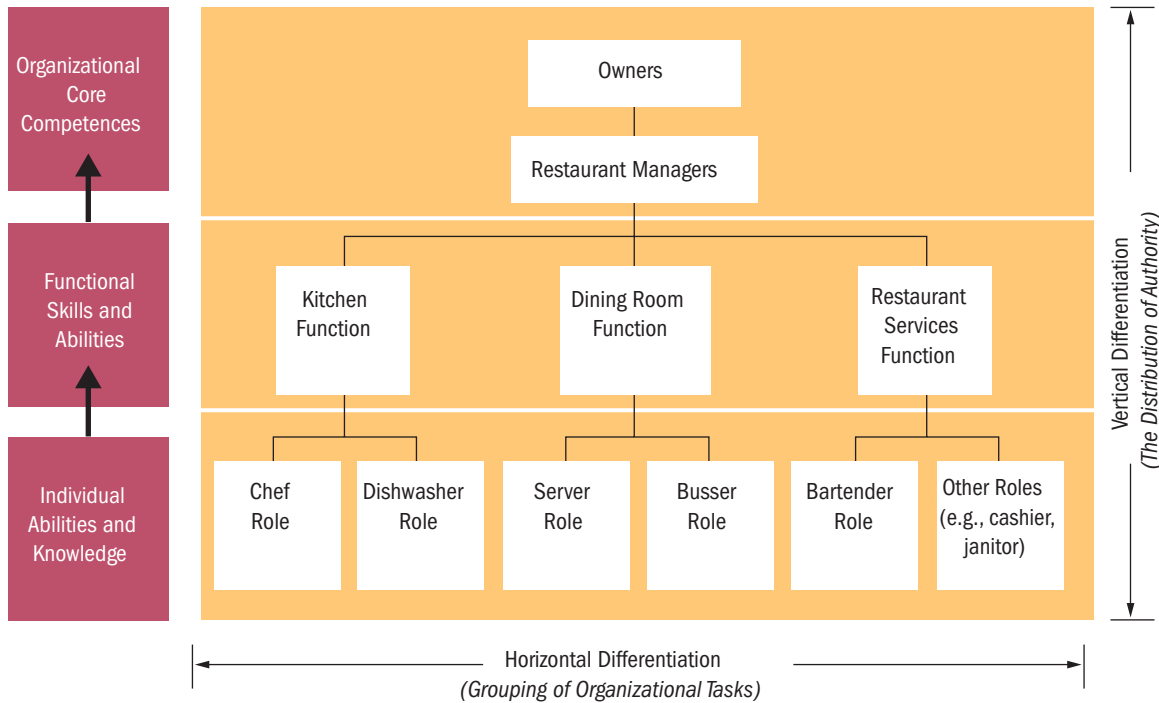 Organizational
Core
Competences
Owners
Restaurant Managers
Functional
Skills and
Abilities
Kitchen
Function
Dining Room
Function
Restaurant
Services
Function
Individual
Abilities and
Knowledge
Chef
Role
Dishwasher
Role
Server
Role
Busser
Role
Bartender
Role
Other Roles
(e.g., cashier,
janitor)
Vertical Differentiation
(The Distribution of Authority)
Horizontal Differentiation
(Grouping of Organizational Tasks)